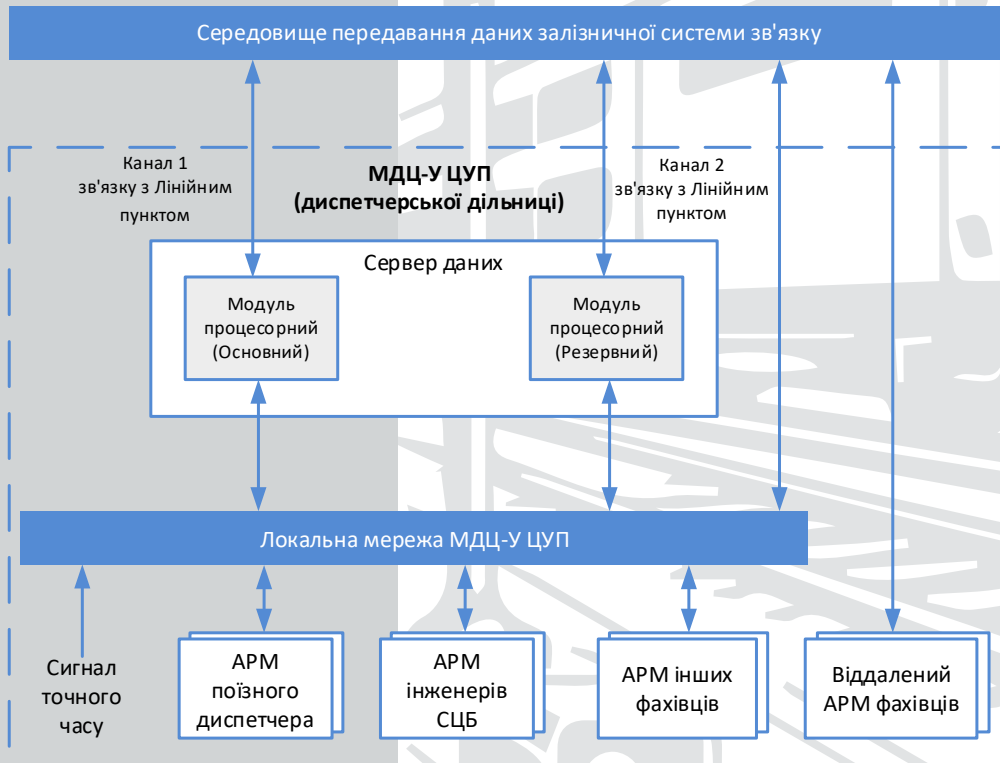 Середовище передавання даних залізничної системи зв'язку
Канал 1
зв'язку з Лінійним
пунктом
МДЦ-У ЦУП
(диспетчерської дільниці)
Канал 2
зв'язку з Лінійним
пунктом
Сервер даних
Модуль
процесорний
(Основний)
Модуль
процесорний
(Резервний)
Локальна мережа МДЦ-У ЦУП
Сигнал
точного
часу
АРМ
поїзного
диспетчера
АРМ
інженерів
СЦБ
АРМ інших
фахівців
Віддалений
АРМ фахівців